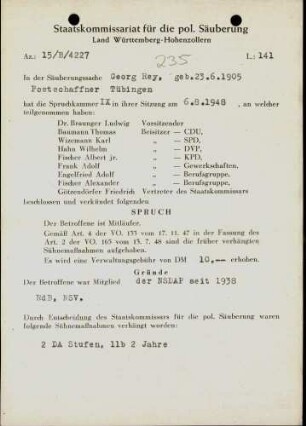 Staatskommissariat für die pol. Säuberung
Land Württemberg-Hohenzollern
Az.: 15/B/4227
235
L: 141
In der Säuberungssache Georg Hay, geb.23.6.1905
Postschaffner Tübingen
hat die Spruchkammer IX in ihrer Sitzung am 6.8.1948 , an welcher
teilgenommen haben:
Dr. Breunger Ludwig Vorsitzender
Baumann Thomas Beisitzer — CDU,
Wizemann Karl „ — SPD,
Hahn Wilhelm „ — DVP,
Fischer Albert jr. „ — KPD,
Frank Adolf „ — Gewerkschaften,
Engelfried Adolf „ — Berufsgruppe,
Fischer Alexander „ — Berufsgruppe,
Götzendörfer Friedrich Vertreter des Staatskommissars
beschlossen und verkündet folgenden
SPRUCH
Der Betroffene ist Mitläufer.
Gemäß Art. 4 der VO. 133 vom 17. 11. 47 in der Fassung des
Art. 2 der VO. 165 vom 13. 7. 48 sind die früher verhängten
Sühnemaßnahmen aufgehoben.
Es wird eine Verwaltungsgebühr von DM 10,-- erhoben.
Gründe
Der Betroffene war Mitglied der NSDAP seit 1938
RdB, NSV.
Durch Entscheidung des Staatskommissars für die pol. Säuberung waren
folgende Sühnemaßnahmen verhängt worden:
2 DA Stufen, 11b 2 Jahre